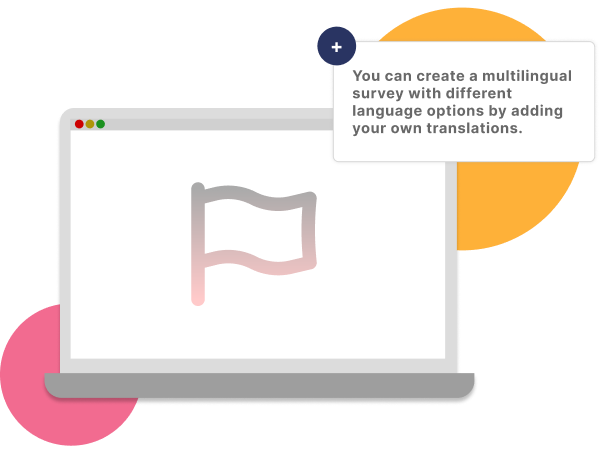 +
You can create a multilingual
survey with different
language options by adding
your own translations.